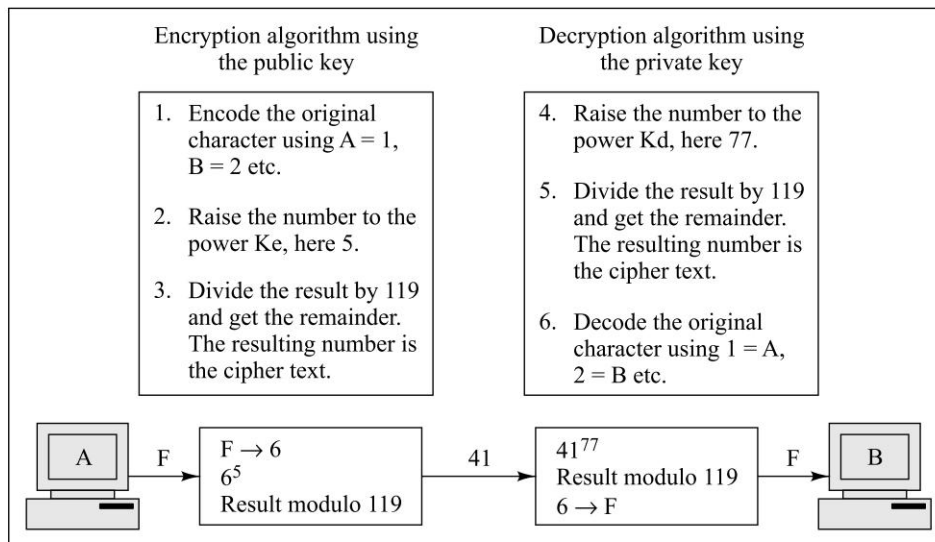 Encryption algorithm using
the public key
1. Encode the original
character using A = 1,
B = 2 etc.
2. Raise the number to the
power Ke, here 5.
3. Divide the result by 119
and get the remainder.
The resulting number is
the cipher text.
Decryption algorithm using
the private key
4. Raise the number to the
power Kd, here 77.
5. Divide the result by 119
and get the remainder.
The resulting number is
the cipher text.
6. Decode the original
character using 1 = A,
2 = B etc.
A
F
F → 6
6⁵
Result modulo 119
41
41⁷⁷
Result modulo 119
6 → F
F
B